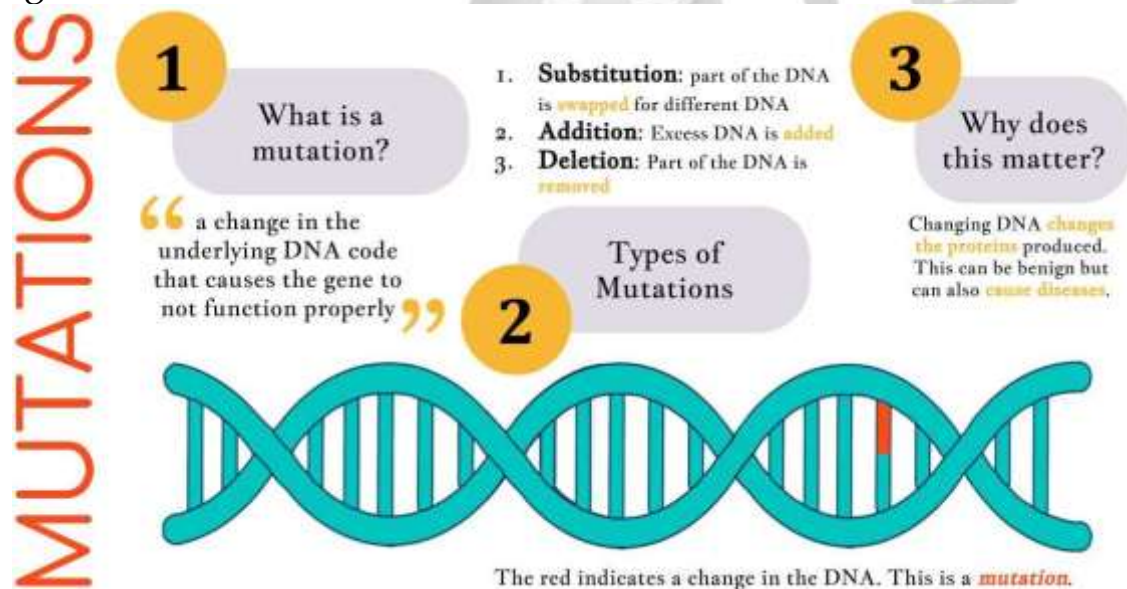 MUTATIONS
1
What is a
mutation?
“ a change in the
underlying DNA code
that causes the gene to
not function properly ”
1. Substitution: part of the DNA
is swapped for different DNA
2. Addition: Excess DNA is added
3. Deletion: Part of the DNA is
removed
2
Types of
Mutations
3
Why does
this matter?
Changing DNA changes
the proteins produced.
This can be benign but
can also cause diseases.
The red indicates a change in the DNA. This is a mutation.